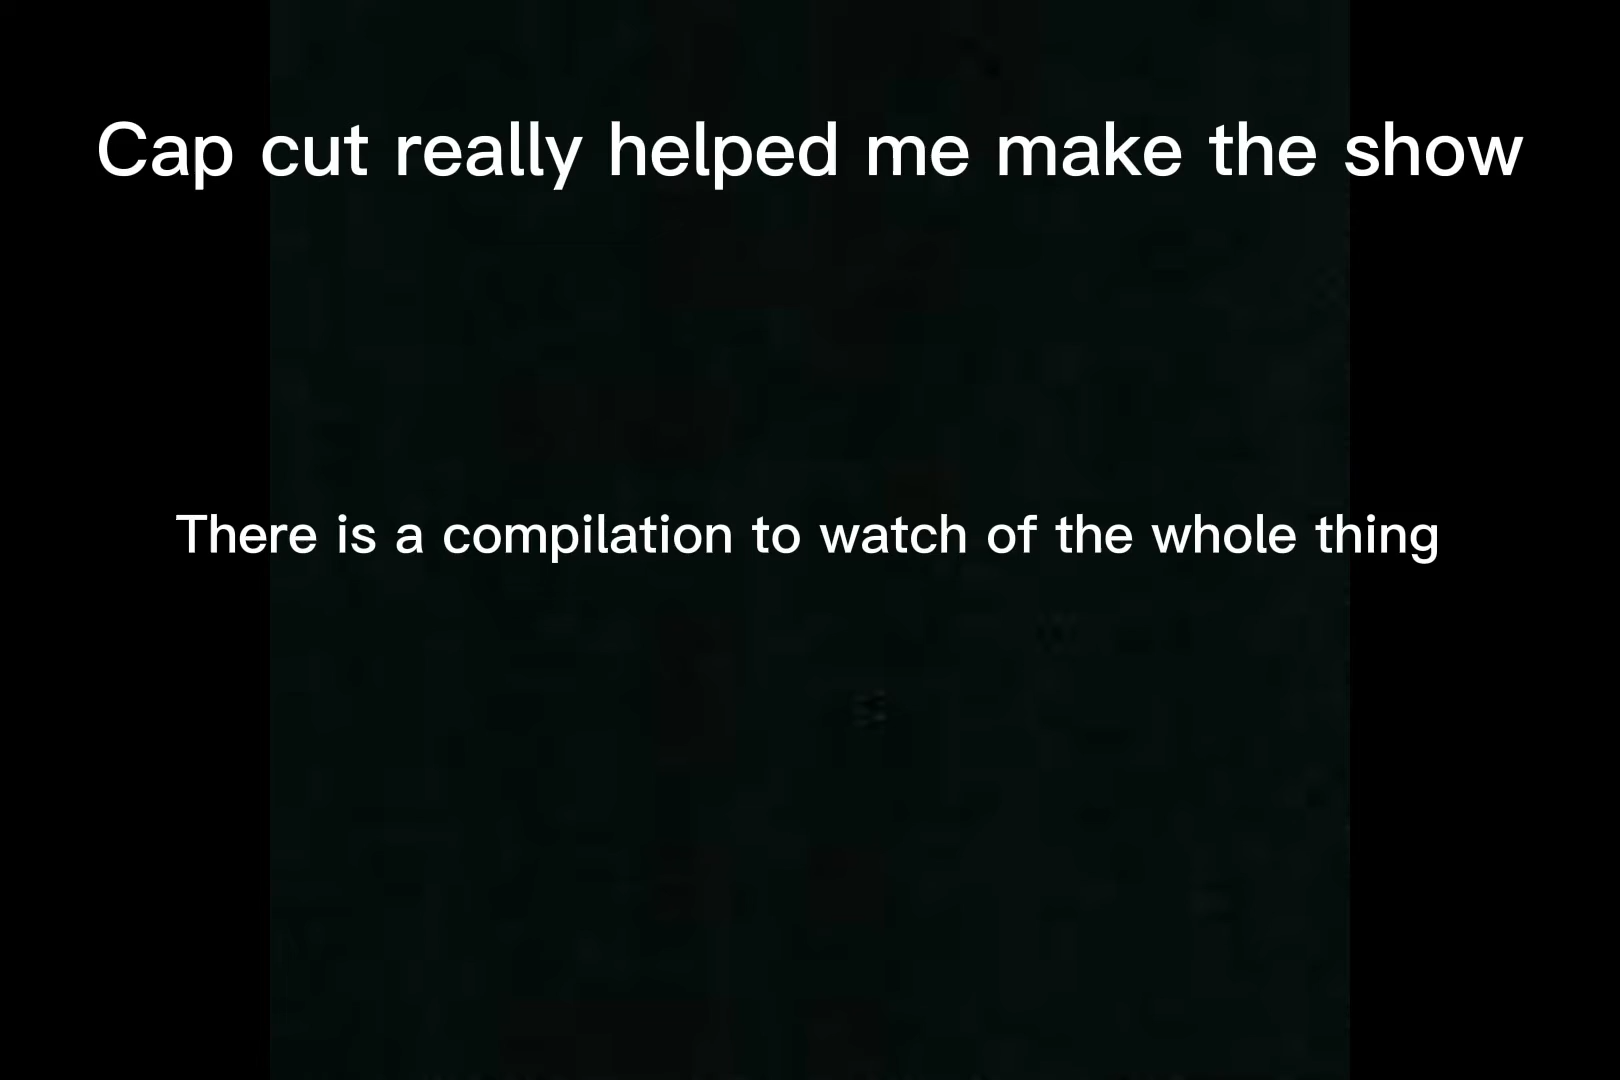 Cap cut really helped me make the show
There is a compilation to watch of the whole thing